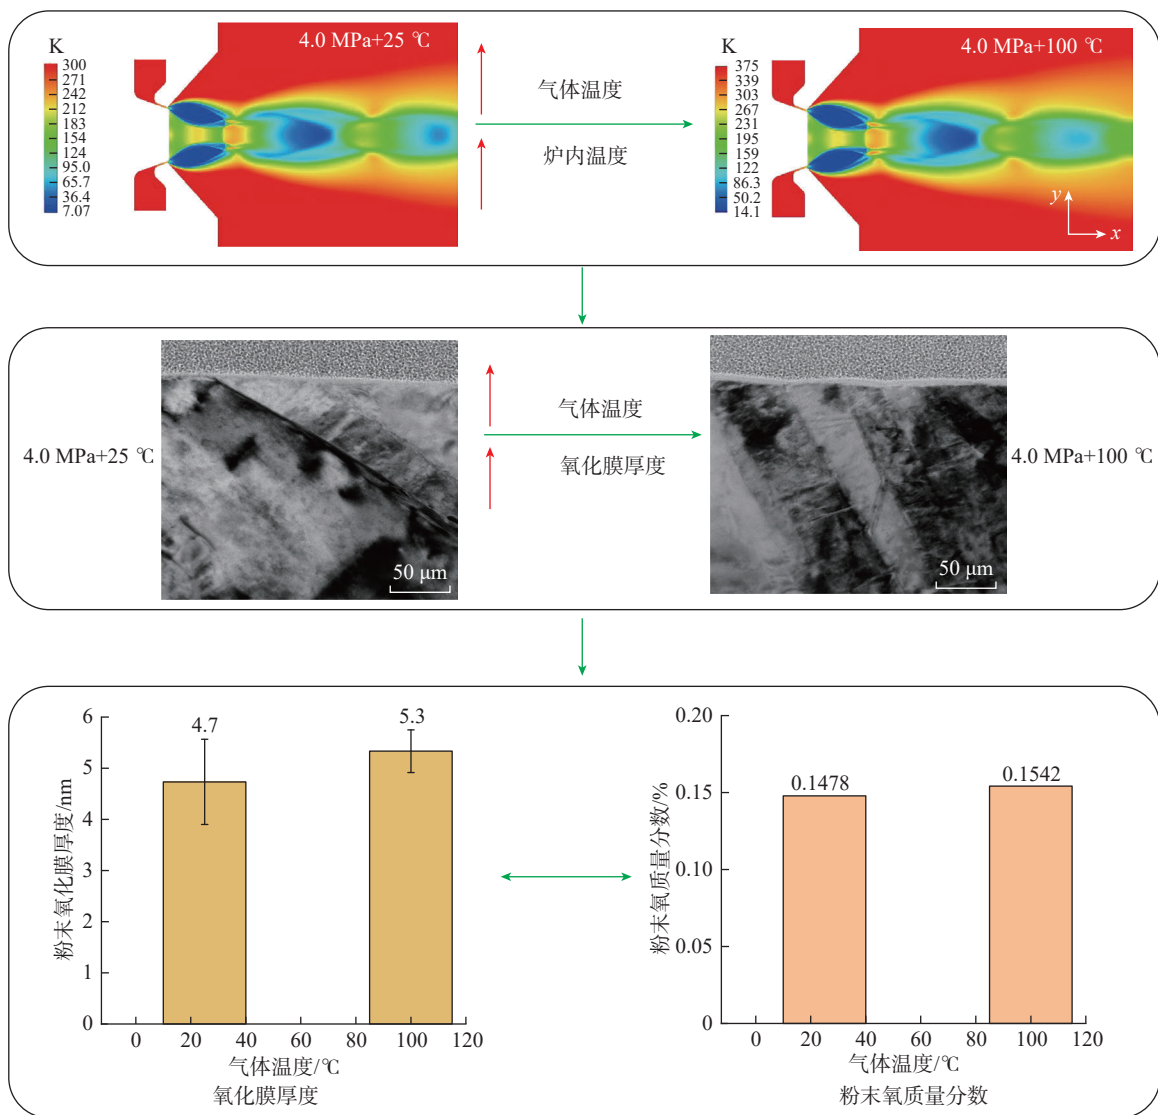 4.0 MPa+25 ℃
K
300
271
242
212
183
154
124
95.0
65.7
36.4
7.07
气体温度
炉内温度
4.0 MPa+100 ℃
K
375
339
303
267
231
195
159
122
86.3
50.2
14.1
y
x
4.0 MPa+25 ℃
50 μm
气体温度
氧化膜厚度
50 μm
4.0 MPa+100 ℃
粉末氧化膜厚度/nm
6
5
4
3
2
1
0
4.7
5.3
0 20 40 60 80 100 120
气体温度/℃
氧化膜厚度
粉末氧质量分数/%
0.20
0.15
0.10
0.05
0
0.1478
0.1542
0 20 40 60 80 100 120
气体温度/℃
粉末氧质量分数